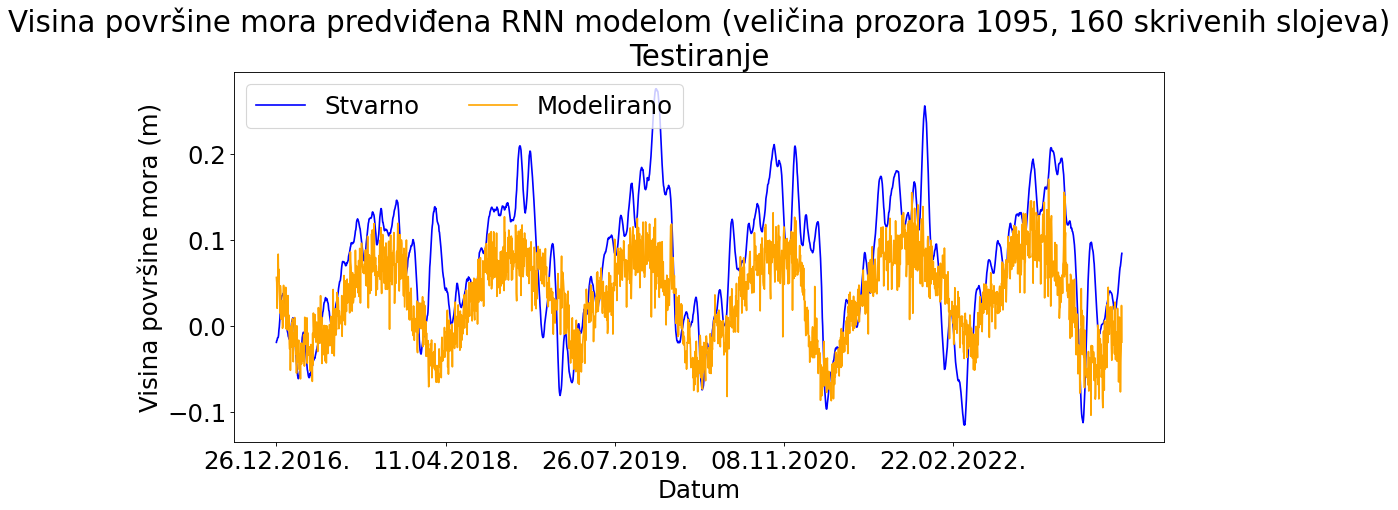 Visina površine mora predviđena RNN modelom (veličina prozora 1095, 160 skrivenih slojeva)
Testiranje
Stvarno Modelirano
Visina površine mora (m)
0.2
0.1
0.0
−0.1
26.12.2016. 11.04.2018. 26.07.2019. 08.11.2020. 22.02.2022.
Datum